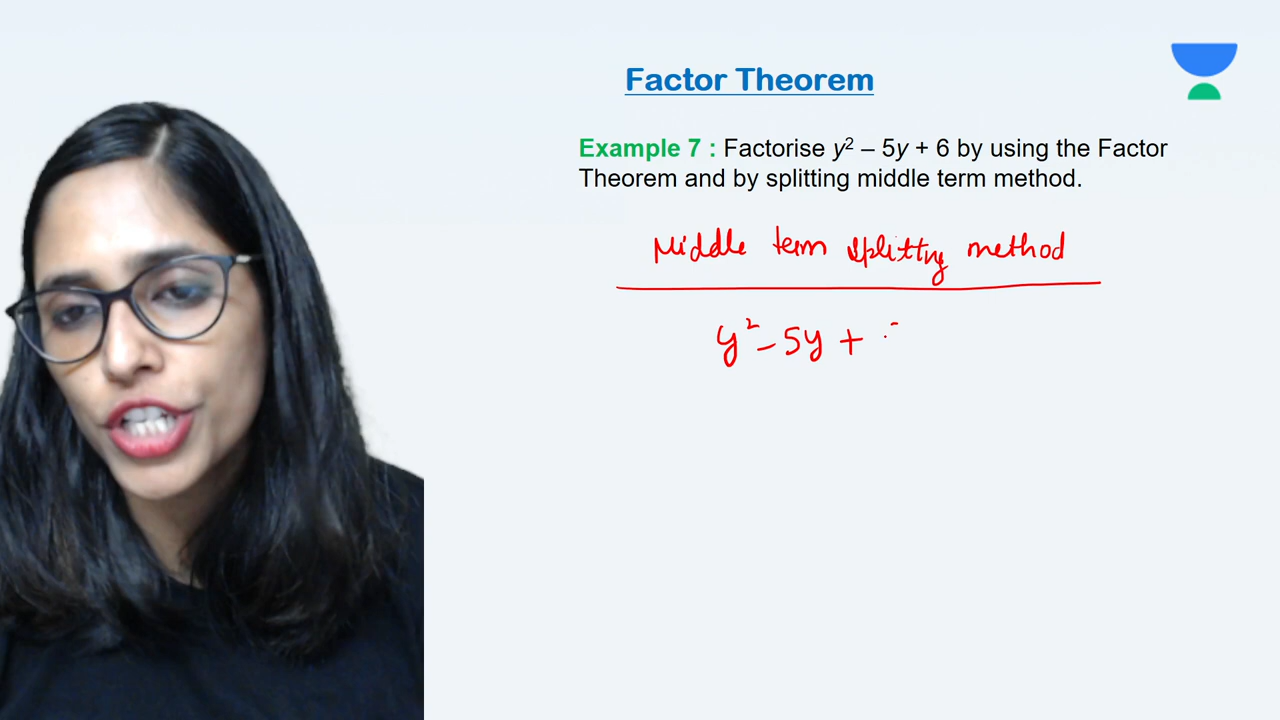 Factor Theorem
Example 7 : Factorise y² – 5y + 6 by using the Factor
Theorem and by splitting middle term method.
Middle term splitting method
y² – 5y +